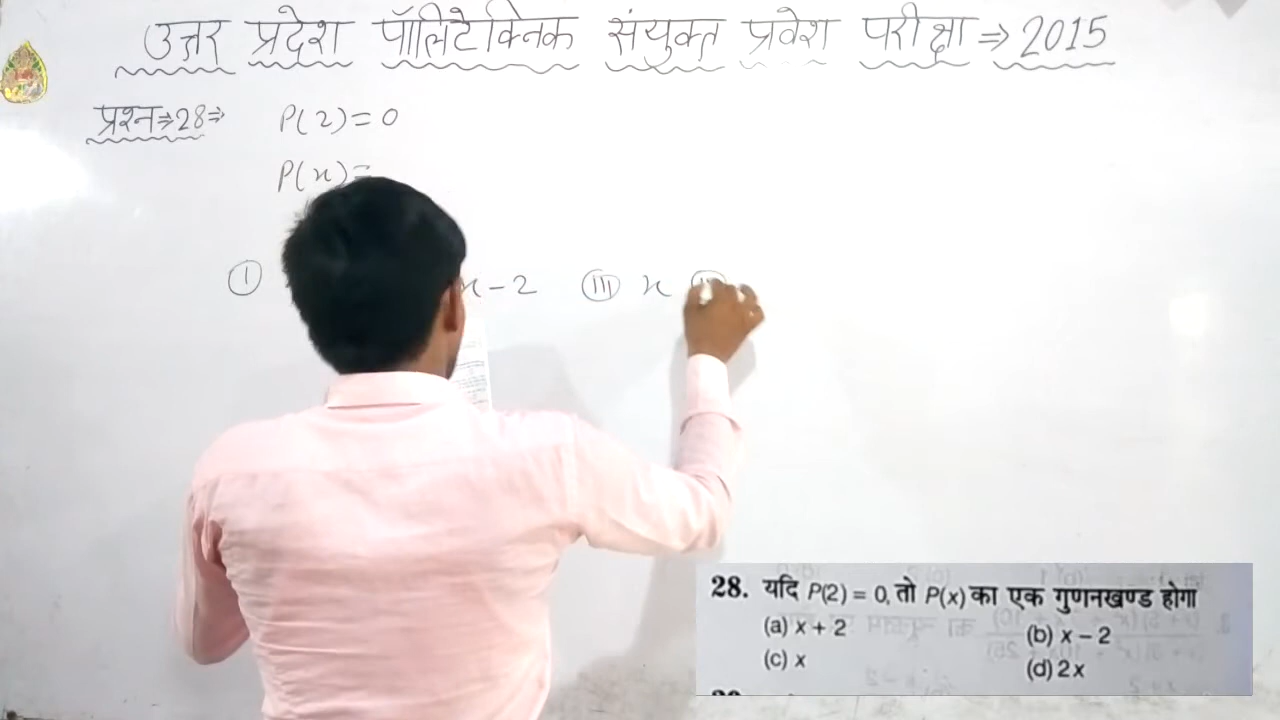 उत्तर प्रदेश पॉलिटैक्निक संयुक्त प्रवेश परीक्षा ⇒ 2015
प्रश्न⇒28⇒ P(2)= 0
P(x)=
(I) x-2 (III) x
28. यदि P(2) = 0, तो P(x) का एक गुणनखण्ड होगा
(a) x + 2 (b) x – 2
(c) x (d) 2x